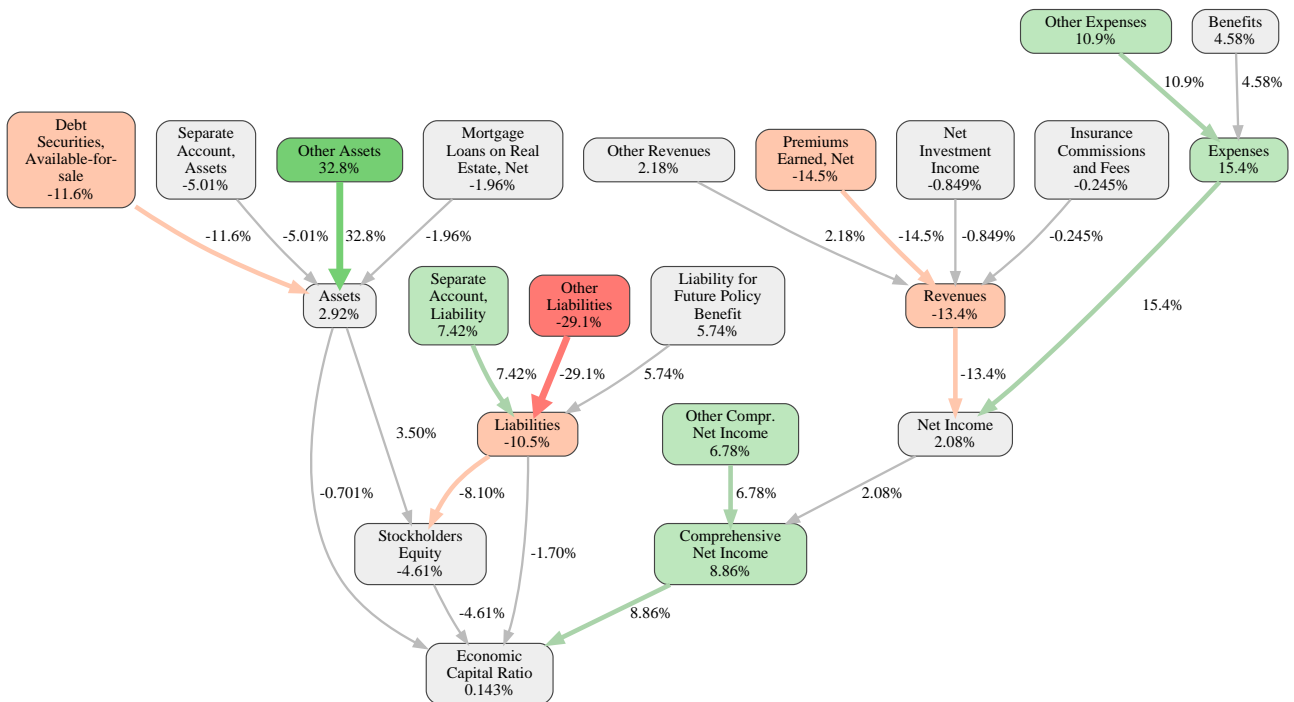 Other Expenses
10.9%
Benefits
4.58%
10.9%
4.58%
Debt
Securities,
Available-for-
sale
-11.6%
Separate
Account,
Assets
-5.01%
Other Assets
32.8%
Mortgage
Loans on Real
Estate, Net
-1.96%
Other Revenues
2.18%
Premiums
Earned, Net
-14.5%
Net
Investment
Income
-0.849%
Insurance
Commissions
and Fees
-0.245%
Expenses
15.4%
-11.6%
-5.01%
32.8%
-1.96%
2.18%
-14.5%
-0.849%
-0.245%
Assets
2.92%
Separate
Account,
Liability
7.42%
Other
Liabilities
-29.1%
Liability for
Future Policy
Benefit
5.74%
Revenues
-13.4%
15.4%
7.42%
-29.1%
5.74%
-13.4%
3.50%
Liabilities
-10.5%
Other Compr.
Net Income
6.78%
Net Income
2.08%
-0.701%
-8.10%
6.78%
2.08%
-1.70%
Stockholders
Equity
-4.61%
Comprehensive
Net Income
8.86%
-4.61%
8.86%
Economic
Capital Ratio
0.143%